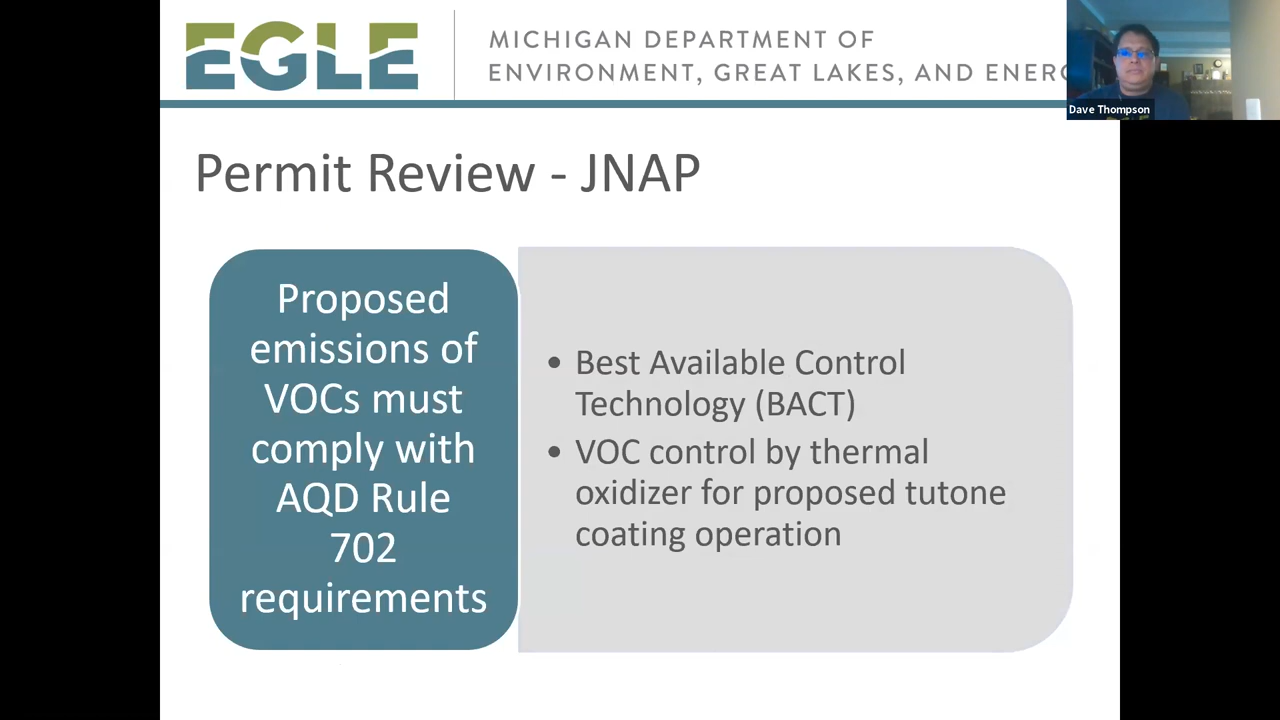 EGLE
MICHIGAN DEPARTMENT OF
ENVIRONMENT, GREAT LAKES, AND
Dave Thompson
Permit Review - JNAP
Proposed
emissions of
VOCs must
comply with
AQD Rule
702
requirements
• Best Available Control
Technology (BACT)
• VOC control by thermal
oxidizer for proposed tutone
coating operation